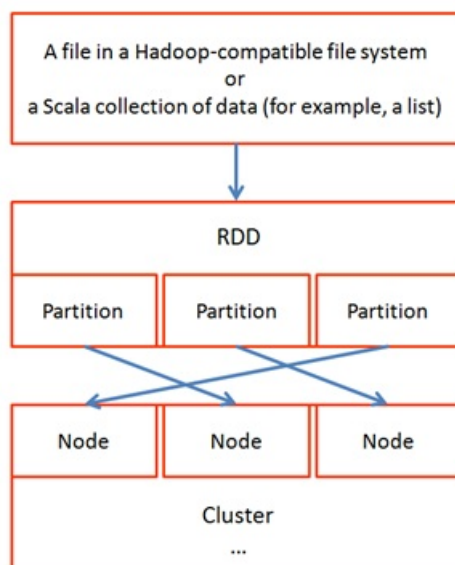 A file in a Hadoop-compatible file system
or
a Scala collection of data (for example, a list)
RDD
Partition
Partition
Partition
Node
Node
Node
Cluster
...